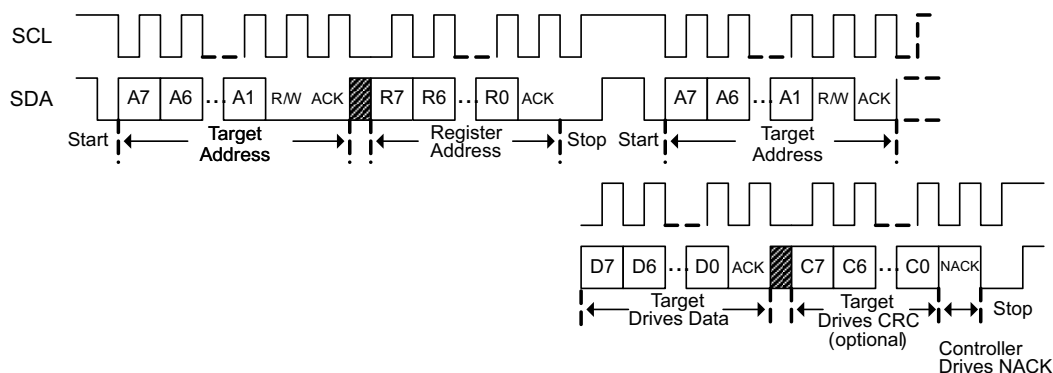 SCL
SDA
A7 A6 ... A1 R/W ACK R7 R6 ... R0 ACK A7 A6 ... A1 R/W ACK
Start
Target
Address
Register
Address
Stop
Start
Target
Address
D7 D6 ... D0 ACK C7 C6 ... C0 NACK
Target
Drives Data
Target
Drives CRC
(optional)
Stop
Controller
Drives NACK